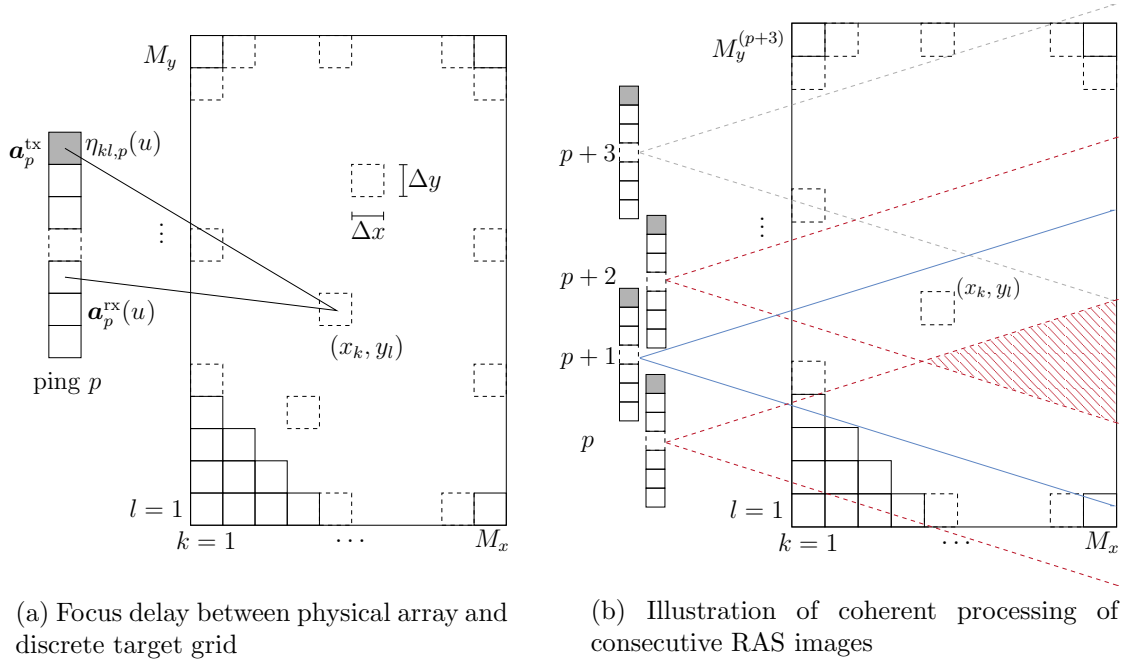 M_y
a_p^tx
η_{kl,p}(u)
⋮
Δy
Δx
a_p^rx(u)
(x_k, y_l)
ping p
l = 1
k = 1
· · ·
M_x
(a) Focus delay between physical array and
discrete target grid
M_y^(p+3)
p + 3
⋮
p + 2
(x_k, y_l)
p + 1
p
l = 1
k = 1
· · ·
M_x
(b) Illustration of coherent processing of
consecutive RAS images